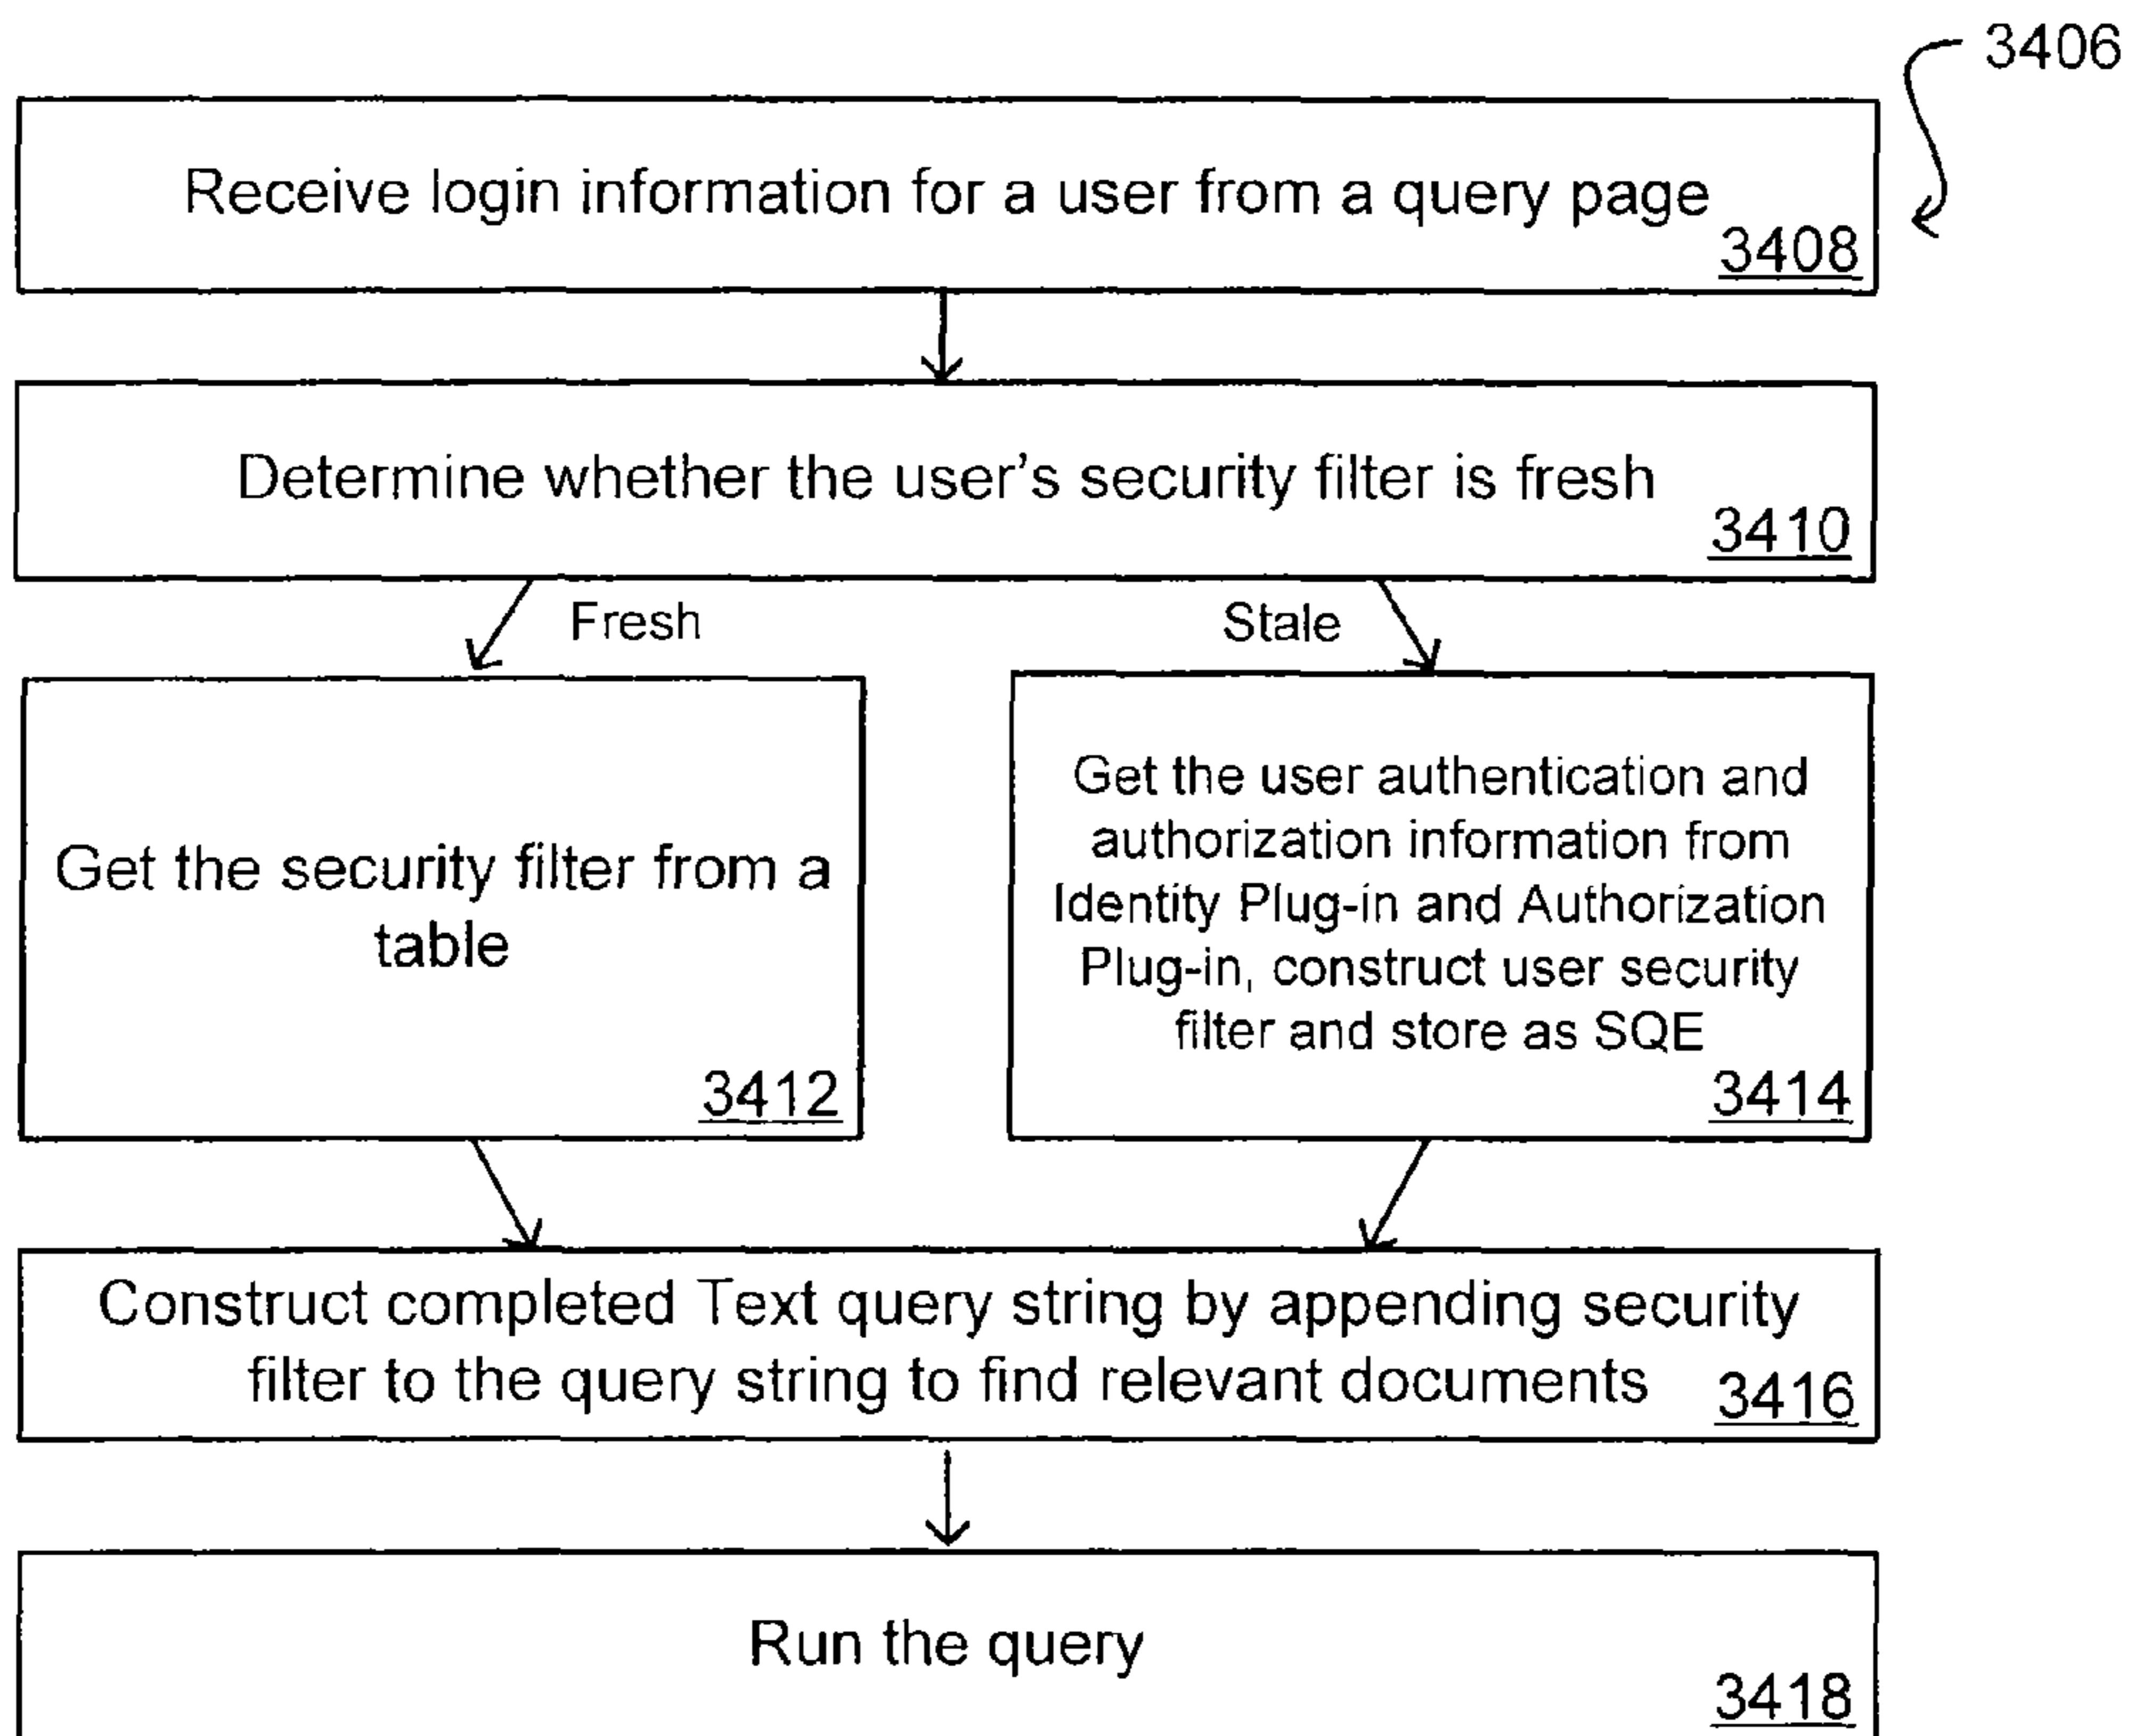 3406
Receive login information for a user from a query page
3408
Determine whether the user's security filter is fresh
3410
Fresh
Stale
Get the security filter from a
table
3412
Get the user authentication and
authorization information from
Identity Plug-in and Authorization
Plug-in, construct user security
filter and store as SQE
3414
Construct completed Text query string by appending security
filter to the query string to find relevant documents
3416
Run the query
3418